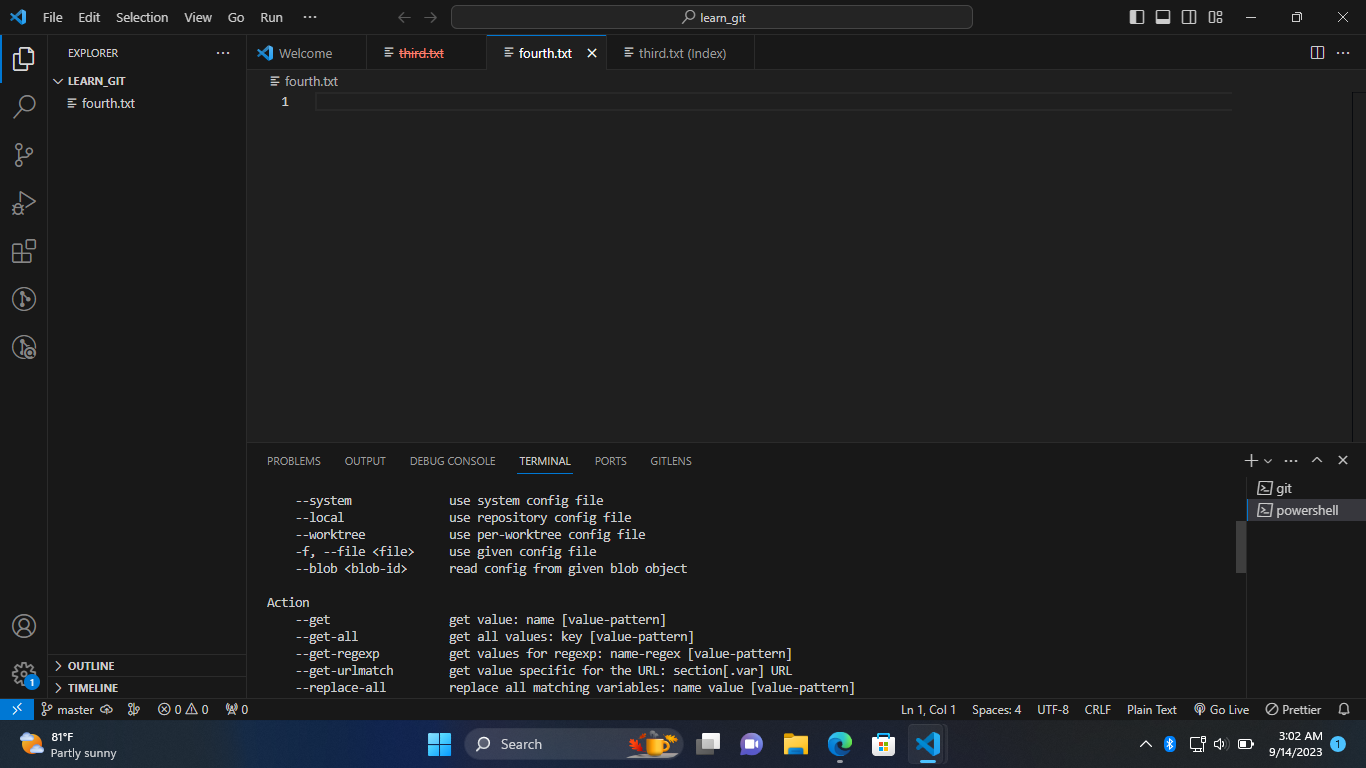 File Edit Selection View Go Run ··· learn_git
EXPLORER ···
LEARN_GIT
fourth.txt
OUTLINE
TIMELINE
Welcome third.txt fourth.txt third.txt (Index) ···
fourth.txt
1
PROBLEMS OUTPUT DEBUG CONSOLE TERMINAL PORTS GITLENS
--system use system config file
--local use repository config file
--worktree use per-worktree config file
-f, --file <file> use given config file
--blob <blob-id> read config from given blob object
Action
--get get value: name [value-pattern]
--get-all get all values: key [value-pattern]
--get-regexp get values for regexp: name-regex [value-pattern]
--get-urlmatch get value specific for the URL: section[.var] URL
--replace-all replace all matching variables: name value [value-pattern]
git
powershell
1
master 0 0 0 Ln 1, Col 1 Spaces: 4 UTF-8 CRLF Plain Text Go Live Prettier
81°F
Partly sunny
Search
3:02 AM
9/14/2023
1